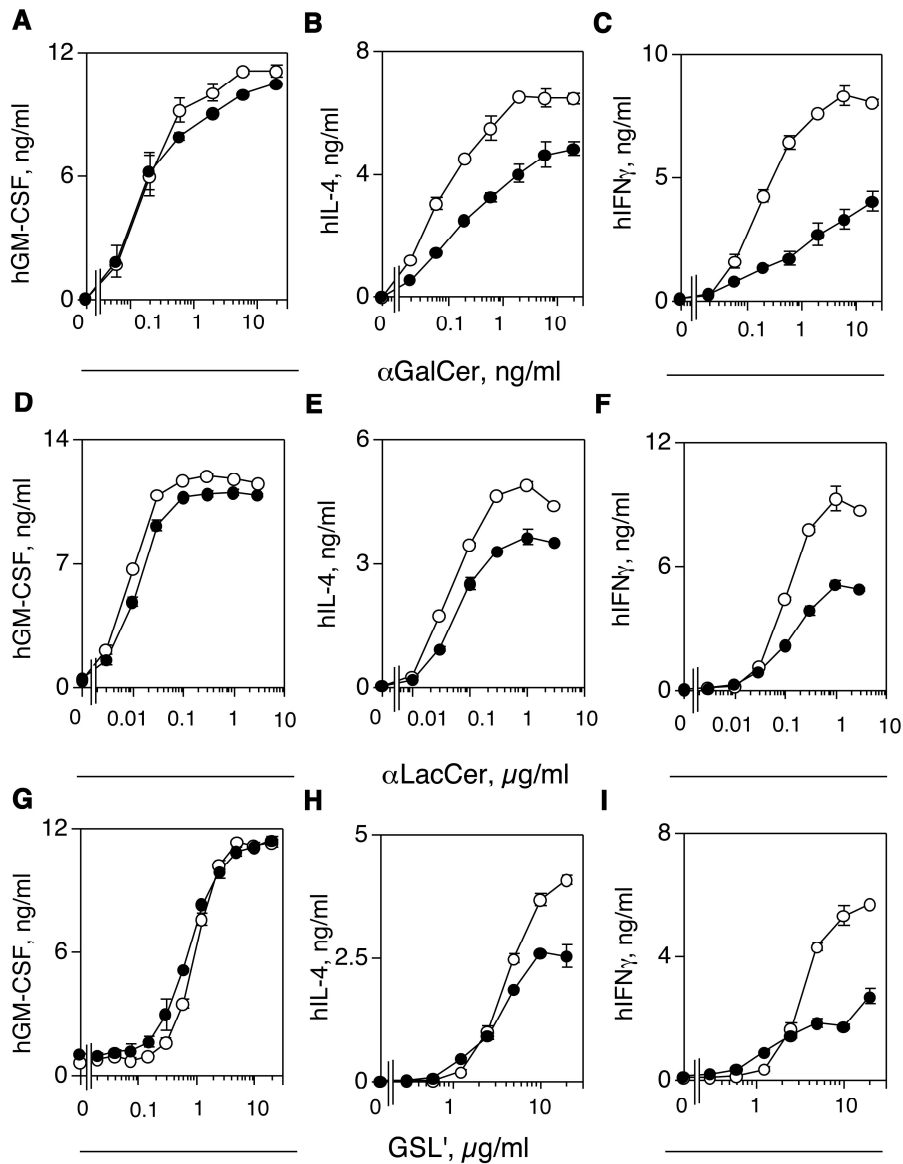 A B C
hGM-CSF, ng/ml
12
6
0
0 0.1 1 10
hIL-4, ng/ml
8
4
0
0 0.1 1 10
hIFNγ, ng/ml
10
5
0
0 0.1 1 10
αGalCer, ng/ml
D E F
hGM-CSF, ng/ml
14
7
0
0 0.01 0.1 1 10
hIL-4, ng/ml
6
3
0
0 0.01 0.1 1 10
hIFNγ, ng/ml
12
6
0
0 0.01 0.1 1 10
αLacCer, µg/ml
G H I
hGM-CSF, ng/ml
12
6
0
0 0.1 1 10
hIL-4, ng/ml
5
2.5
0
0 1 10
hIFNγ, ng/ml
8
4
0
0 1 10
GSL', µg/ml